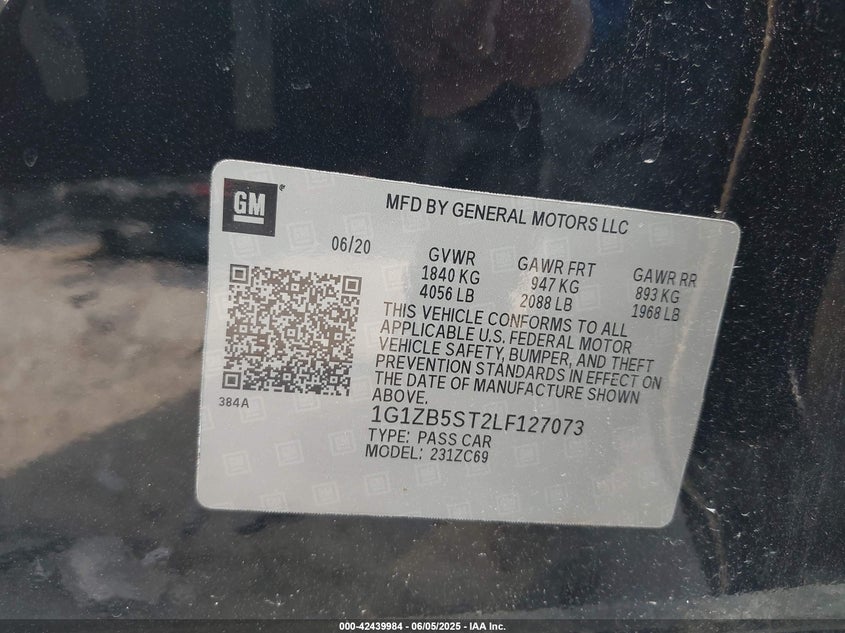 GM
MFD BY GENERAL MOTORS LLC
06/20
GVWR
1840 KG
4056 LB
GAWR FRT
947 KG
2088 LB
GAWR RR
893 KG
1968 LB
THIS VEHICLE CONFORMS TO ALL
APPLICABLE U.S. FEDERAL MOTOR
VEHICLE SAFETY, BUMPER, AND THEFT
PREVENTION STANDARDS IN EFFECT ON
THE DATE OF MANUFACTURE SHOWN
ABOVE.
384A
1G1ZB5ST2LF127073
TYPE: PASS CAR
MODEL: 231ZC69
000-42439984 - 06/05/2025 - IAA Inc.